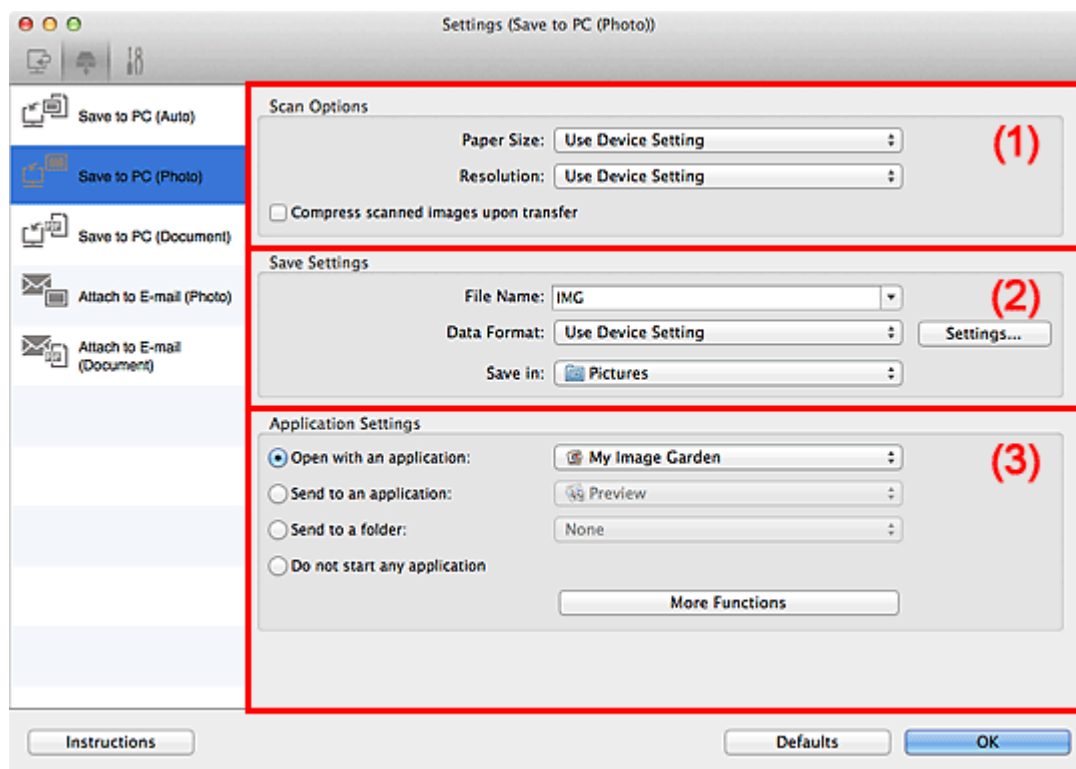 Settings (Save to PC (Photo))
Save to PC (Auto)
Save to PC (Photo)
Save to PC (Document)
Attach to E-mail (Photo)
Attach to E-mail
(Document)
Scan Options
(1)
Paper Size: Use Device Setting
Resolution: Use Device Setting
Compress scanned images upon transfer
Save Settings
(2)
File Name: IMG
Data Format: Use Device Setting Settings...
Save in: Pictures
Application Settings
(3)
Open with an application: My Image Garden
Send to an application: Preview
Send to a folder: None
Do not start any application
More Functions
Instructions Defaults OK